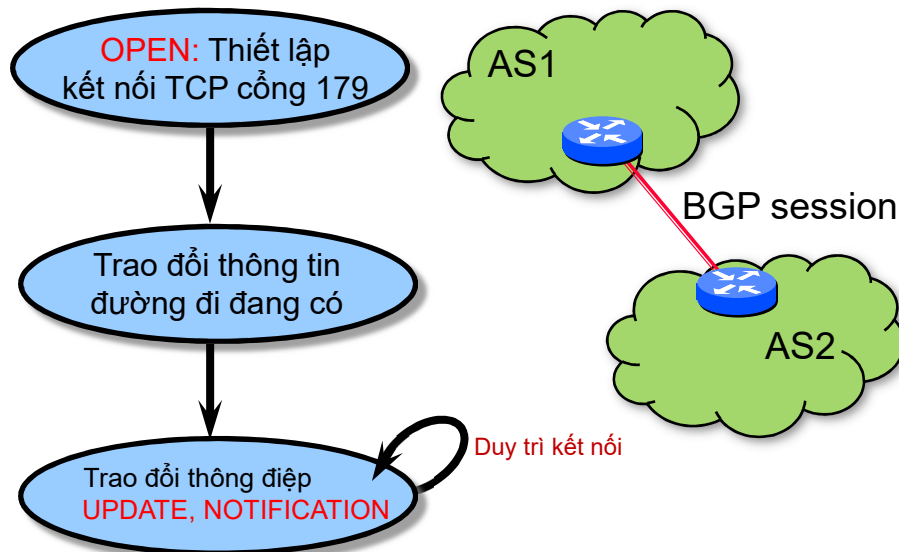 OPEN: Thiết lập
kết nối TCP cổng 179
Trao đổi thông tin
đường đi đang có
Trao đổi thông điệp
UPDATE, NOTIFICATION
Duy trì kết nối
AS1
BGP session
AS2